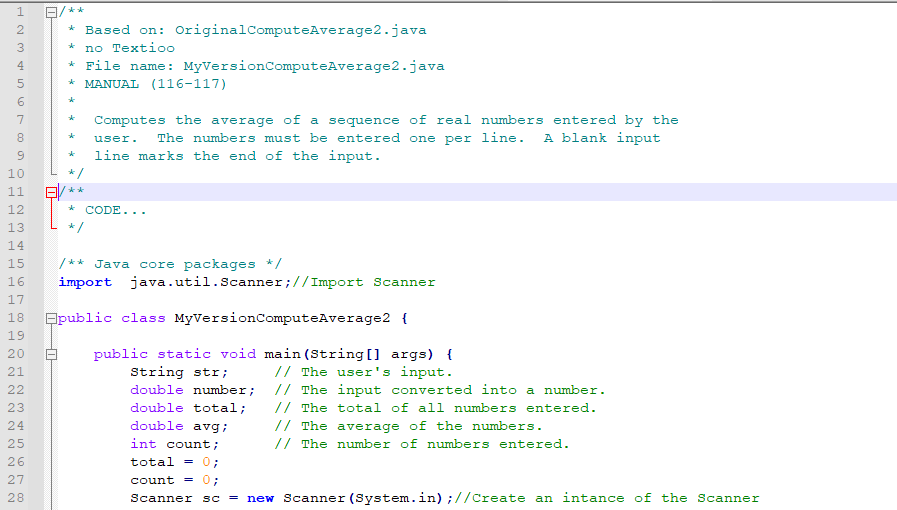 1 /**
2  * Based on: OriginalComputeAverage2.java
3  * no Textioo
4  * File name: MyVersionComputeAverage2.java
5  * MANUAL (116-117)
6  *
7  *  Computes the average of a sequence of real numbers entered by the
8  *  user.  The numbers must be entered one per line.  A blank input
9  *  line marks the end of the input.
10  */
11 /**
12  * CODE...
13  */
14
15 /** Java core packages */
16 import  java.util.Scanner;//Import Scanner
17
18 public class MyVersionComputeAverage2 {
19
20     public static void main(String[] args) {
21         String str;     // The user's input.
22         double number;  // The input converted into a number.
23         double total;   // The total of all numbers entered.
24         double avg;     // The average of the numbers.
25         int count;      // The number of numbers entered.
26         total = 0;
27         count = 0;
28         Scanner sc = new Scanner(System.in);//Create an intance of the Scanner